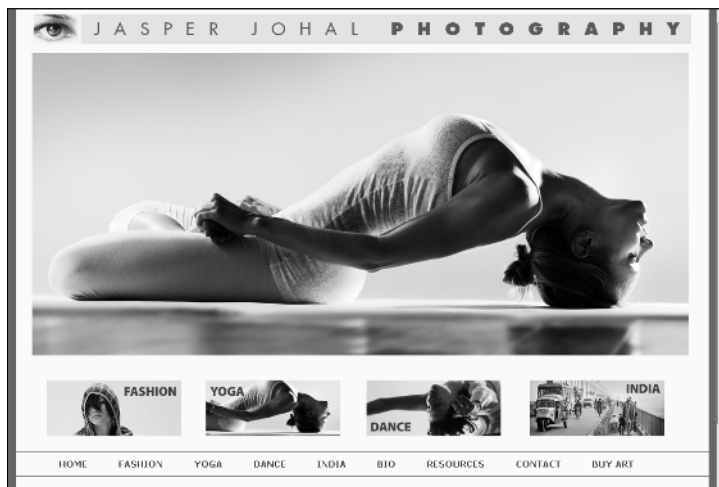 JASPER JOHAL PHOTOGRAPHY
FASHION
YOGA
DANCE
INDIA
HOME FASHION YOGA DANCE INDIA BIO RESOURCES CONTACT BUY ART